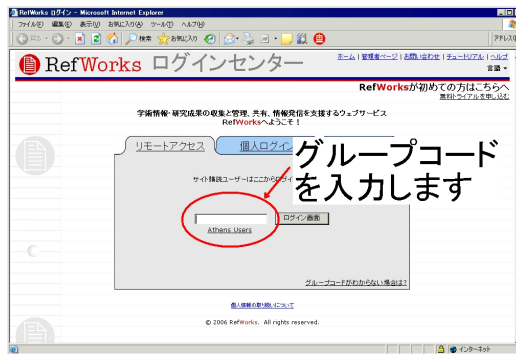 RefWorks ログイン - Microsoft Internet Explorer
ファイル(F) 編集(E) 表示(V) お気に入り(A) ツール(T) ヘルプ(H)
戻る 検索 お気に入り
アドレス(D)
RefWorks ログインセンター
ホーム | 管理者ページ | お問い合わせ | チュートリアル | ヘルプ
言語
RefWorksが初めての方はこちらへ
無料トライアルを申し込む
学術情報・研究成果の収集と管理、共有、情報発信を支援するウェブサービス
RefWorksへようこそ！
リモートアクセス 個人ログイン
グループコード
を入力します
サイト購読ユーザーはここからログイ
ログイン画面
Athens Users
グループコードがわからない場合は?
個人情報の取り扱いについて
© 2006 RefWorks. All rights reserved.
インターネット